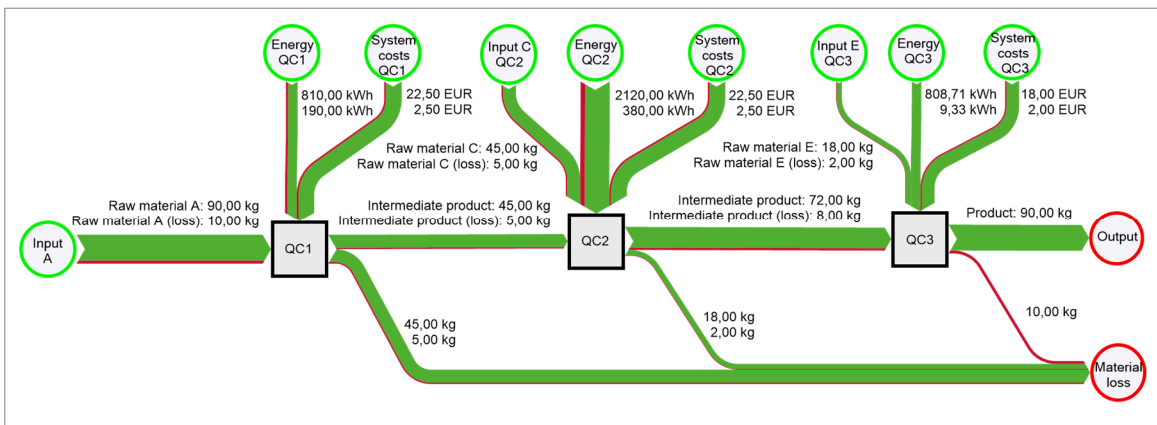 Energy
QC1
System
costs
QC1
Input C
QC2
Energy
QC2
System
costs
QC2
Input E
QC3
Energy
QC3
System
costs
QC3
810,00 kWh
190,00 kWh
22,50 EUR
2,50 EUR
2120,00 kWh
380,00 kWh
22,50 EUR
2,50 EUR
808,71 kWh
9,33 kWh
18,00 EUR
2,00 EUR
Raw material C: 45,00 kg
Raw material C (loss): 5,00 kg
Raw material E: 18,00 kg
Raw material E (loss): 2,00 kg
Raw material A: 90,00 kg
Raw material A (loss): 10,00 kg
Intermediate product: 45,00 kg
Intermediate product (loss): 5,00 kg
Intermediate product: 72,00 kg
Intermediate product (loss): 8,00 kg
Product: 90,00 kg
Input
A
QC1
QC2
QC3
Output
45,00 kg
5,00 kg
18,00 kg
2,00 kg
10,00 kg
Material
loss